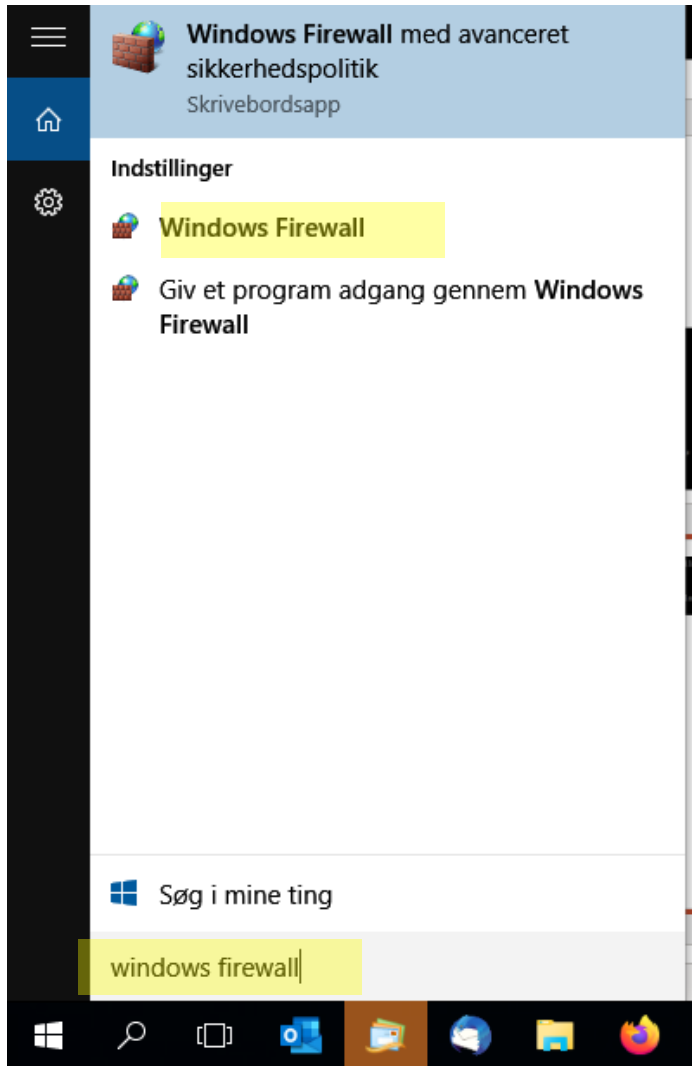 Windows Firewall med avanceret
sikkerhedspolitik
Skrivebordsapp
Indstillinger
Windows Firewall
Giv et program adgang gennem Windows
Firewall
Søg i mine ting
windows firewall